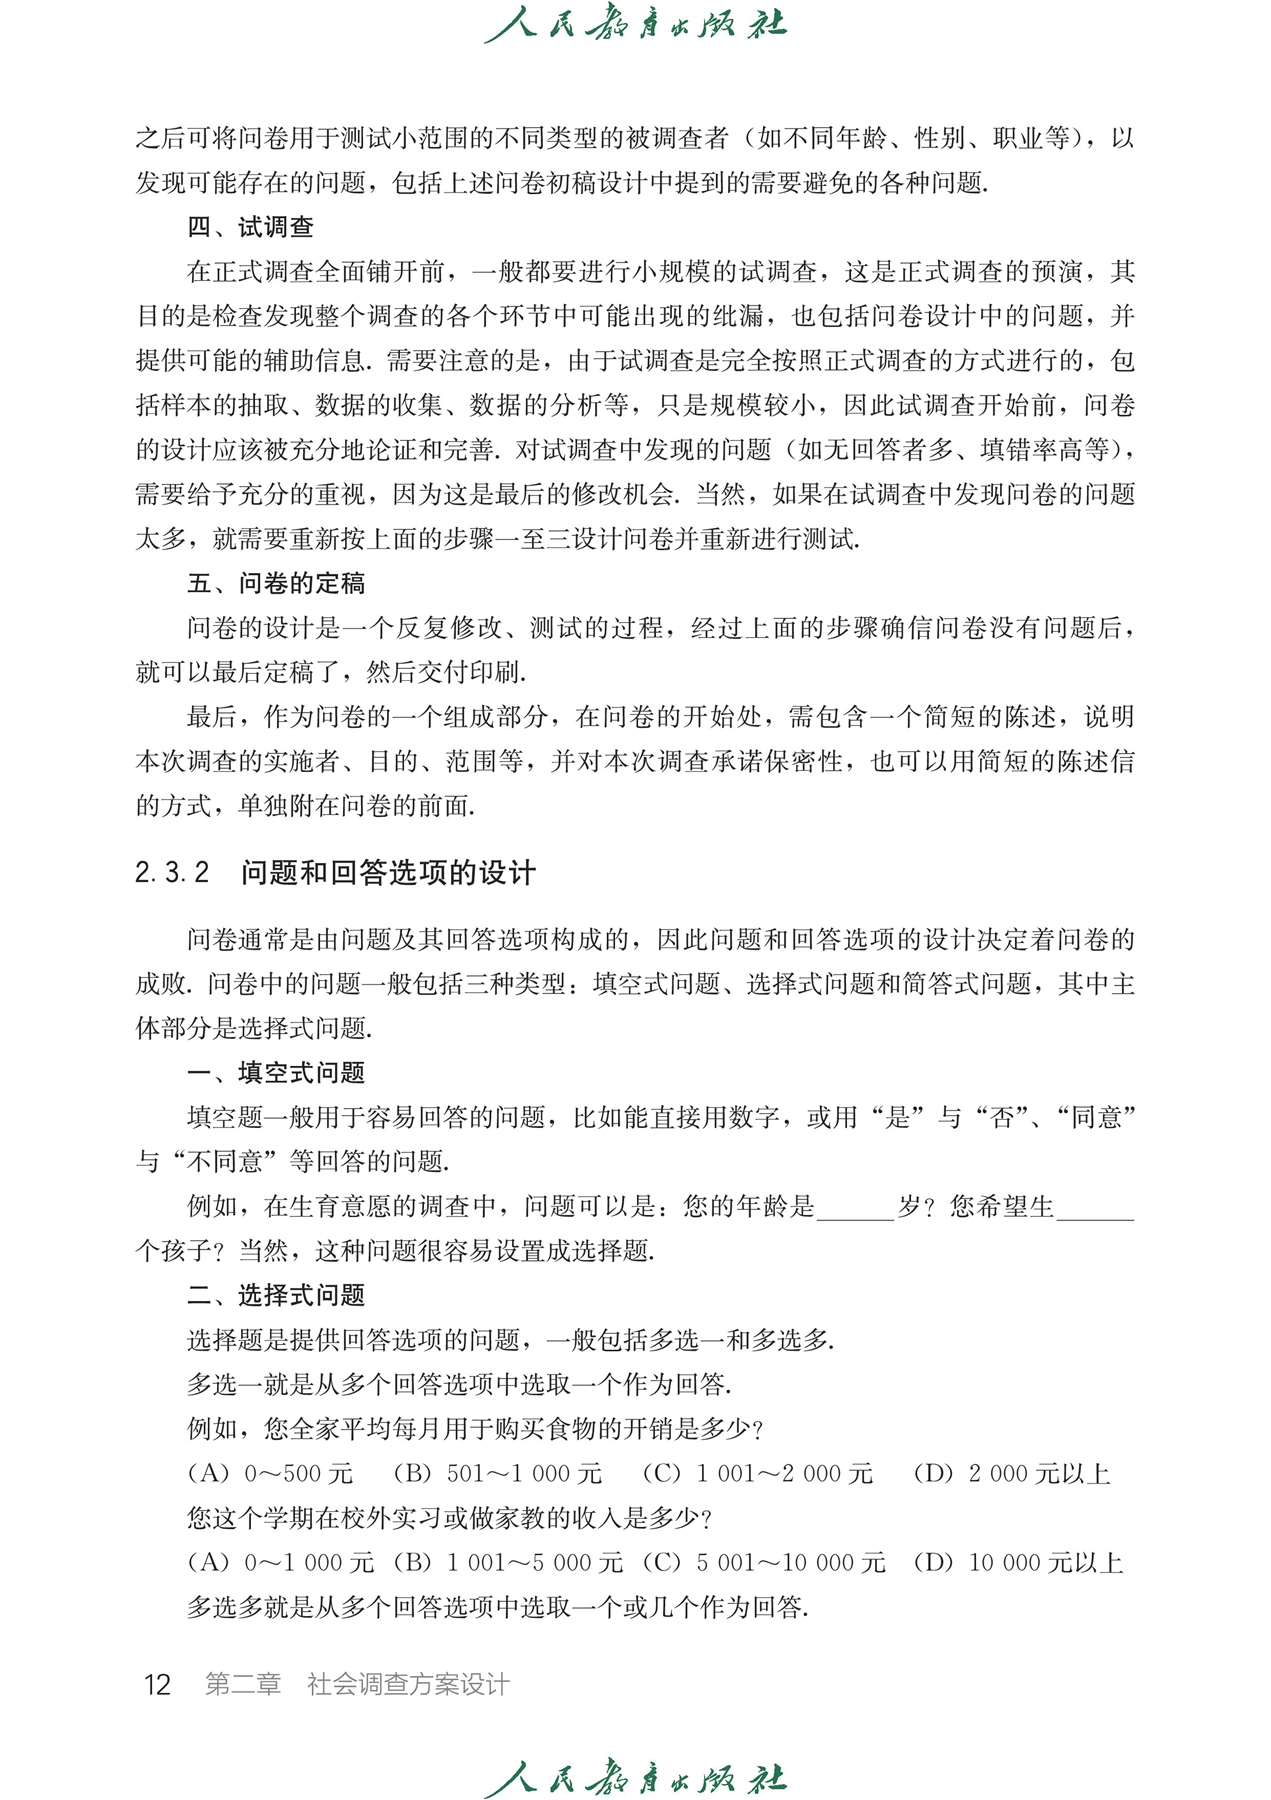 人民教育出版社
之后可将问卷用于测试小范围的不同类型的被调查者（如不同年龄、性别、职业等），以
发现可能存在的问题，包括上述问卷初稿设计中提到的需要避免的各种问题.
四、试调查
在正式调查全面铺开前，一般都要进行小规模的试调查，这是正式调查的预演，其
目的是检查发现整个调查的各个环节中可能出现的纰漏，也包括问卷设计中的问题，并
提供可能的辅助信息. 需要注意的是，由于试调查是完全按照正式调查的方式进行的，包
括样本的抽取、数据的收集、数据的分析等，只是规模较小，因此试调查开始前，问卷
的设计应该被充分地论证和完善. 对试调查中发现的问题（如无回答者多、填错率高等），
需要给予充分的重视，因为这是最后的修改机会. 当然，如果在试调查中发现问卷的问题
太多，就需要重新按上面的步骤一至三设计问卷并重新进行测试.
五、问卷的定稿
问卷的设计是一个反复修改、测试的过程，经过上面的步骤确信问卷没有问题后，
就可以最后定稿了，然后交付印刷.
最后，作为问卷的一个组成部分，在问卷的开始处，需包含一个简短的陈述，说明
本次调查的实施者、目的、范围等，并对本次调查承诺保密性，也可以用简短的陈述信
的方式，单独附在问卷的前面.
2.3.2 问题和回答选项的设计
问卷通常是由问题及其回答选项构成的，因此问题和回答选项的设计决定着问卷的
成败. 问卷中的问题一般包括三种类型：填空式问题、选择式问题和简答式问题，其中主
体部分是选择式问题.
一、填空式问题
填空题一般用于容易回答的问题，比如能直接用数字，或用“是”与“否”、“同意”
与“不同意”等回答的问题.
例如，在生育意愿的调查中，问题可以是：您的年龄是______岁？您希望生______
个孩子？当然，这种问题很容易设置成选择题.
二、选择式问题
选择题是提供回答选项的问题，一般包括多选一和多选多.
多选一就是从多个回答选项中选取一个作为回答.
例如，您全家平均每月用于购买食物的开销是多少？
（A）0～500 元 （B）501～1 000 元 （C）1 001～2 000 元 （D）2 000 元以上
您这个学期在校外实习或做家教的收入是多少？
（A）0～1 000 元 （B）1 001～5 000 元 （C）5 001～10 000 元 （D）10 000 元以上
多选多就是从多个回答选项中选取一个或几个作为回答.
12 第二章 社会调查方案设计
人民教育出版社